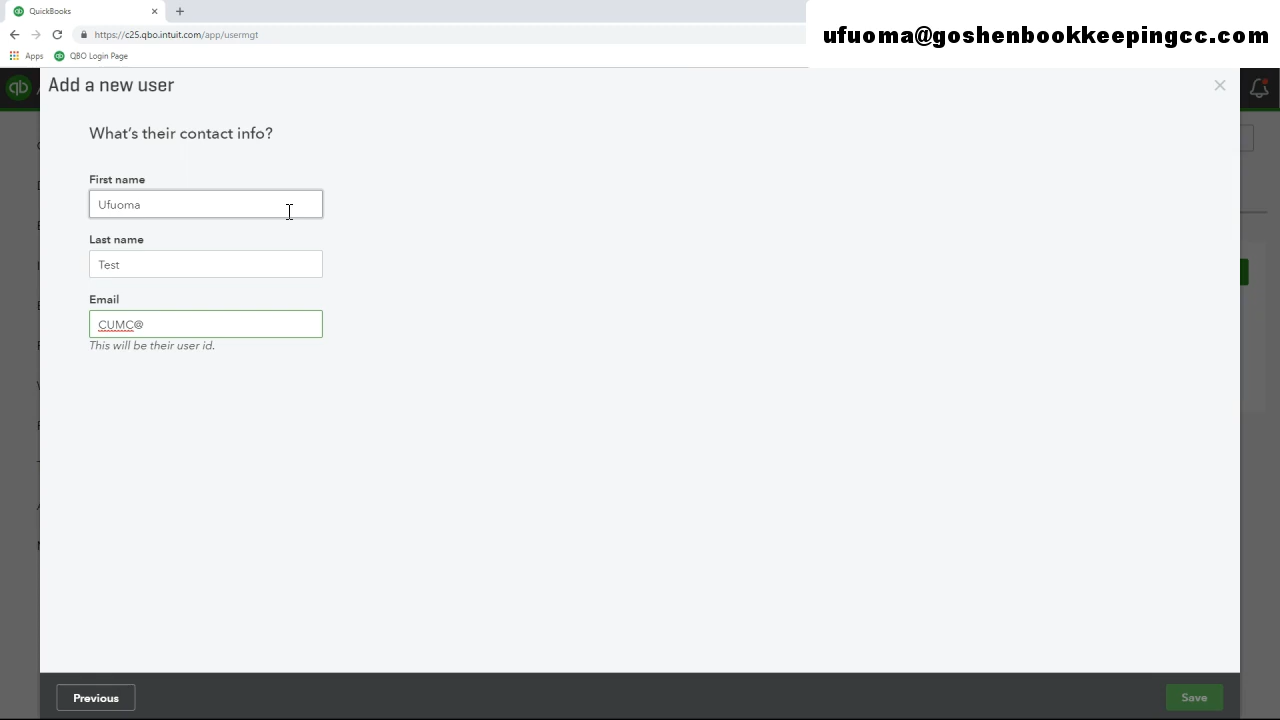 QuickBooks
https://c25.qbo.intuit.com/app/usermgt
Apps
QBO Login Page
ufuoma@goshenbookkeepingcc.com
qb
Add a new user
What's their contact info?
First name
Ufuoma
Last name
Test
Email
CUMC@
This will be their user id.
Previous
Save